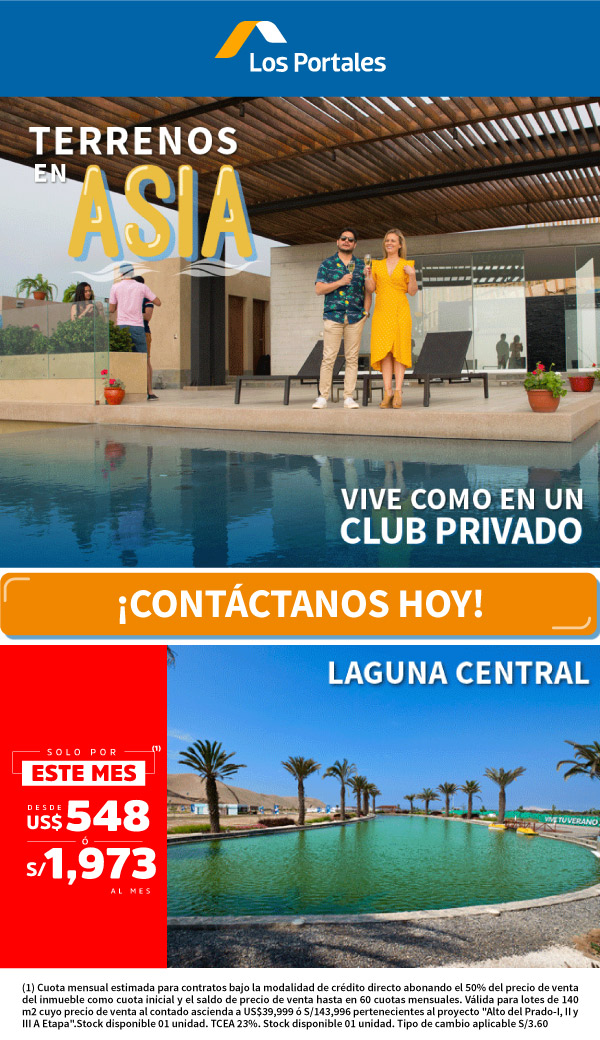 Los Portales
TERRENOS
EN
ASIA
VIVE COMO EN UN
CLUB PRIVADO
¡CONTÁCTANOS HOY!
LAGUNA CENTRAL
SOLO POR
(1)
ESTE MES
DESDE
US$ 548
Ó
S/ 1,973
AL MES
VIVE TU VERANO
(1) Cuota mensual estimada para contratos bajo la modalidad de crédito directo abonando el 50% del precio de venta
del inmueble como cuota inicial y el saldo de precio de venta hasta en 60 cuotas mensuales. Válida para lotes de 140
m2 cuyo precio de venta al contado ascienda a US$39,999 ó S/143,996 pertenecientes al proyecto "Alto del Prado-I, II y
III A Etapa".Stock disponible 01 unidad. TCEA 23%. Stock disponible 01 unidad. Tipo de cambio aplicable S/3.60